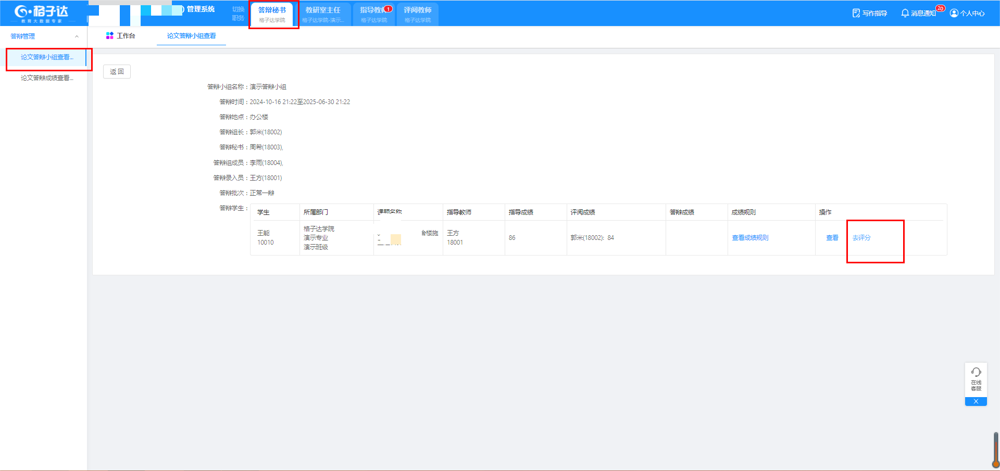 格子达
教育大数据专家
管理系统
切换
职务
答辩秘书
格子达学院
教研室主任
格子达学院-演示...
指导教师 1
格子达学院
评阅教师
格子达学院
写作指导
消息通知 20
个人中心
答辩管理
论文答辩小组查看...
论文答辩成绩查看...
工作台
论文答辩小组查看
返 回
答辩小组名称：演示答辩小组
答辩时间：2024-10-16 21:22至2025-06-30 21:22
答辩地点：办公楼
答辩组长：郭米(18002)
答辩秘书：周希(18003),
答辩组成员：李雨(18004),
答辩录入员：王方(18001)
答辩批次：正常一辩
答辩学生：
学生 所属部门 课题名称 指导教师 指导成绩 评阅成绩 答辩成绩 成绩规则 操作
王能
10010
格子达学院
演示专业
演示班级
楼施
王方
18001
86
郭米(18002): 84
查看成绩规则
查看 去评分
在线
客服
X